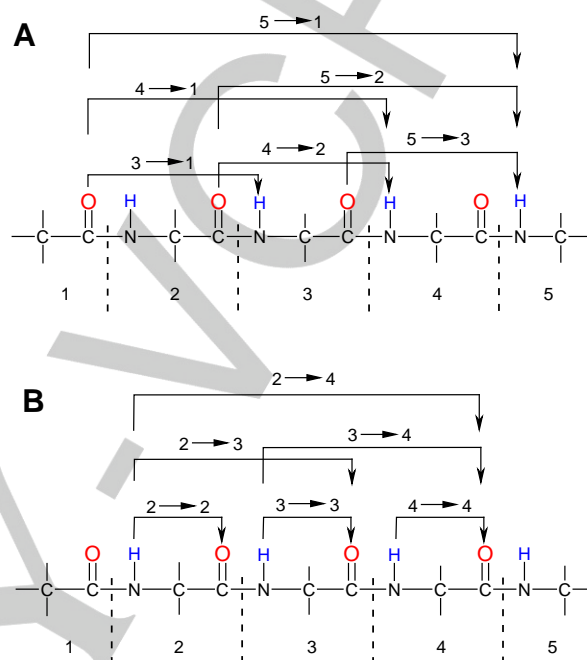 A
5 → 1
4 → 1
5 → 2
3 → 1
4 → 2
5 → 3
O H O H O H O H
C C N C C N C C N C C N C
1 2 3 4 5
B
2 → 4
2 → 3
3 → 4
2 → 2
3 → 3
4 → 4
O H O H O H O H
C C N C C N C C N C C N C
1 2 3 4 5